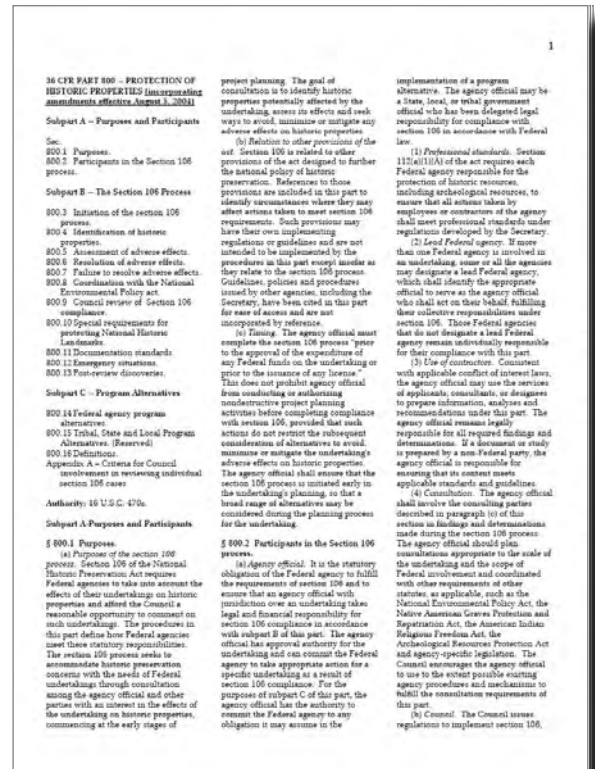 1
36 CFR PART 800 – PROTECTION OF
HISTORIC PROPERTIES (incorporating
amendments effective August 5, 2004)
Subpart A – Purposes and Participants
Sec.
800.1 Purposes.
800.2 Participants in the Section 106
process.
Subpart B – The Section 106 Process
800.3 Initiation of the section 106
process.
800.4 Identification of historic
properties.
800.5 Assessment of adverse effects.
800.6 Resolution of adverse effects.
800.7 Failure to resolve adverse effects.
800.8 Coordination with the National
Environmental Policy act.
800.9 Council review of Section 106
compliance.
800.10 Special requirements for
protecting National Historic
Landmarks.
800.11 Documentation standards.
800.12 Emergency situations.
800.13 Post-review discoveries.
Subpart C – Program Alternatives
800.14 Federal agency program
alternatives.
800.15 Tribal, State and Local Program
Alternatives. (Reserved)
800.16 Definitions.
Appendix A – Criteria for Council
involvement in reviewing individual
section 106 cases
Authority: 16 U.S.C. 470s.
Subpart A-Purposes and Participants
§ 800.1 Purposes.
(a) Purposes of the section 106
process. Section 106 of the National
Historic Preservation Act requires
Federal agencies to take into account the
effects of their undertakings on historic
properties and afford the Council a
reasonable opportunity to comment on
such undertakings. The procedures in
this part define how Federal agencies
meet these statutory responsibilities.
The section 106 process seeks to
accommodate historic preservation
concerns with the needs of Federal
undertakings through consultation
among the agency official and other
parties with an interest in the effects of
the undertaking on historic properties,
commencing at the early stages of
project planning. The goal of
consultation is to identify historic
properties potentially affected by the
undertaking, assess its effects and seek
ways to avoid, minimize or mitigate any
adverse effects on historic properties.
(b) Relation to other provisions of the
act. Section 106 is related to other
provisions of the act designed to further
the national policy of historic
preservation. References to those
provisions are included in this part to
identify circumstances where they may
affect actions taken to meet section 106
requirements. Such provisions may
have their own implementing
regulations or guidelines and are not
intended to be implemented by the
procedures in this part except insofar as
they relate to the section 106 process.
Guidelines, policies and procedures
issued by other agencies, including the
Secretary, have been cited in this part
for ease of access and are not
incorporated by reference.
(c) Timing. The agency official must
complete the section 106 process "prior
to the approval of the expenditure of
any Federal funds on the undertaking or
prior to the issuance of any license."
This does not prohibit agency official
from conducting or authorizing
nondestructive project planning
activities before completing compliance
with section 106, provided that such
actions do not restrict the subsequent
consideration of alternatives to avoid,
minimize or mitigate the undertaking's
adverse effects on historic properties.
The agency official shall ensure that the
section 106 process is initiated early in
the undertaking's planning, so that a
broad range of alternatives may be
considered during the planning process
for the undertaking.
§ 800.2 Participants in the Section 106
process.
(a) Agency official. It is the statutory
obligation of the Federal agency to fulfill
the requirements of section 106 and to
ensure that an agency official with
jurisdiction over an undertaking takes
legal and financial responsibility for
section 106 compliance in accordance
with subpart B of this part. The agency
official has approval authority for the
undertaking and can commit the Federal
agency to take appropriate action for a
specific undertaking as a result of
section 106 compliance. For the
purposes of subpart C of this part, the
agency official has the authority to
commit the Federal agency to any
obligation it may assume in the
implementation of a program
alternative. The agency official may be
a State, local, or tribal government
official who has been delegated legal
responsibility for compliance with
section 106 in accordance with Federal
law.
(1) Professional standards. Section
112(a)(1)(A) of the act requires each
Federal agency responsible for the
protection of historic resources,
including archeological resources, to
ensure that all actions taken by
employees or contractors of the agency
shall meet professional standards under
regulations developed by the Secretary.
(2) Lead Federal agency. If more
than one Federal agency is involved in
an undertaking, some or all the agencies
may designate a lead Federal agency,
which shall identify the appropriate
official to serve as the agency official
who shall act on their behalf, fulfilling
their collective responsibilities under
section 106. Those Federal agencies
that do not designate a lead Federal
agency remain individually responsible
for their compliance with this part.
(3) Use of contractors. Consistent
with applicable conflict of interest laws,
the agency official may use the services
of applicants, consultants, or designees
to prepare information, analyses and
recommendations under this part. The
agency official remains legally
responsible for all required findings and
determinations. If a document or study
is prepared by a non-Federal party, the
agency official is responsible for
ensuring that its content meets
applicable standards and guidelines.
(4) Consultation. The agency official
shall involve the consulting parties
described in paragraph (c) of this
section in findings and determinations
made during the section 106 process.
The agency official should plan
consultations appropriate to the scale of
the undertaking and the scope of
Federal involvement and coordinated
with other requirements of other
statutes, as applicable, such as the
National Environmental Policy Act, the
Native American Graves Protection and
Repatriation Act, the American Indian
Religious Freedom Act, the
Archeological Resources Protection Act
and agency-specific legislation. The
Council encourages the agency official
to use to the extent possible existing
agency procedures and mechanisms to
fulfill the consultation requirements of
this part.
(b) Council. The Council issues
regulations to implement section 106,